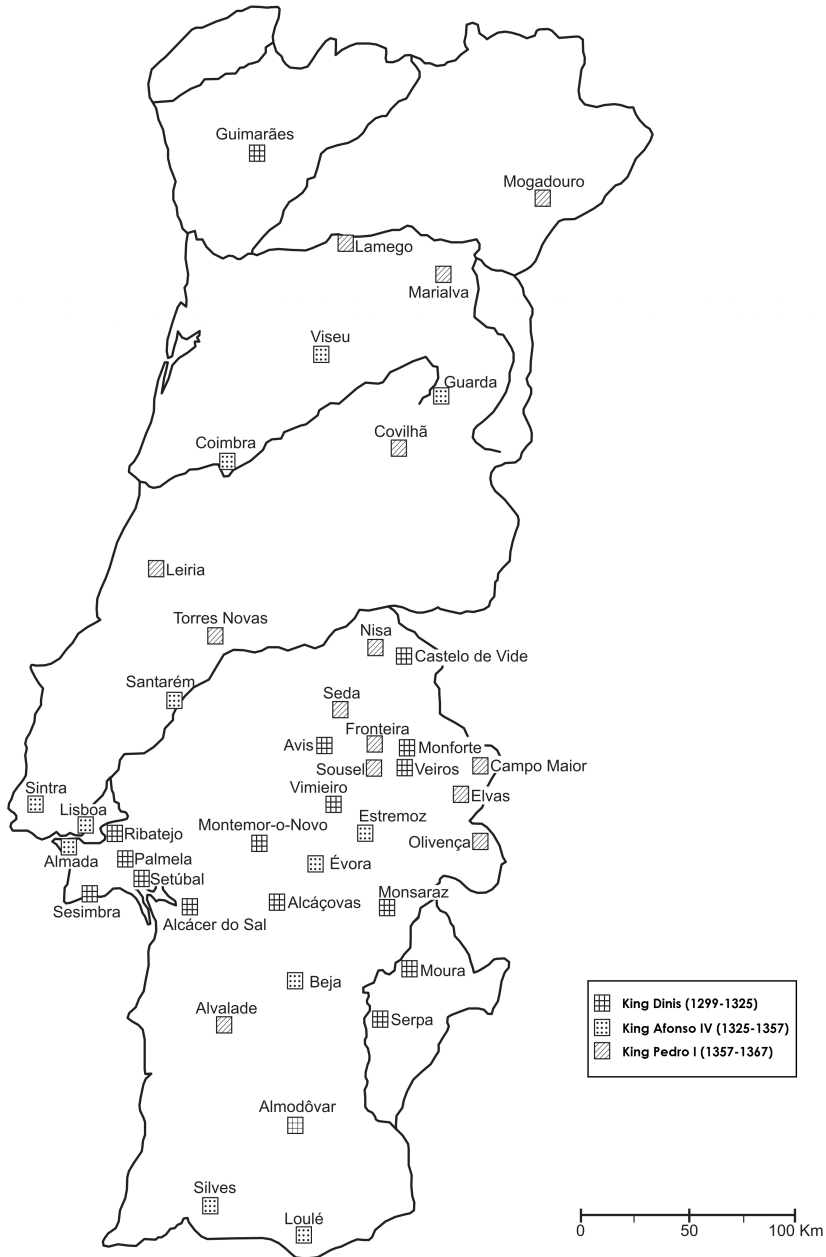 Guimarães
Mogadouro
Lamego
Marialva
Viseu
Guarda
Covilhã
Coimbra
Leiria
Torres Novas
Nisa
Castelo de Vide
Santarém
Seda
Fronteira
Avis
Monforte
Sousel
Veiros
Campo Maior
Sintra
Vimieiro
Elvas
Lisboa
Estremoz
Montemor-o-Novo
Ribatejo
Olivença
Almada
Palmela
Évora
Setúbal
Monsaraz
Sesimbra
Alcáçovas
Alcácer do Sal
Moura
Beja
Alvalade
Serpa
King Dinis (1299-1325)
King Afonso IV (1325-1357)
King Pedro I (1357-1367)
Almodôvar
Silves
Loulé
0 50 100 Km